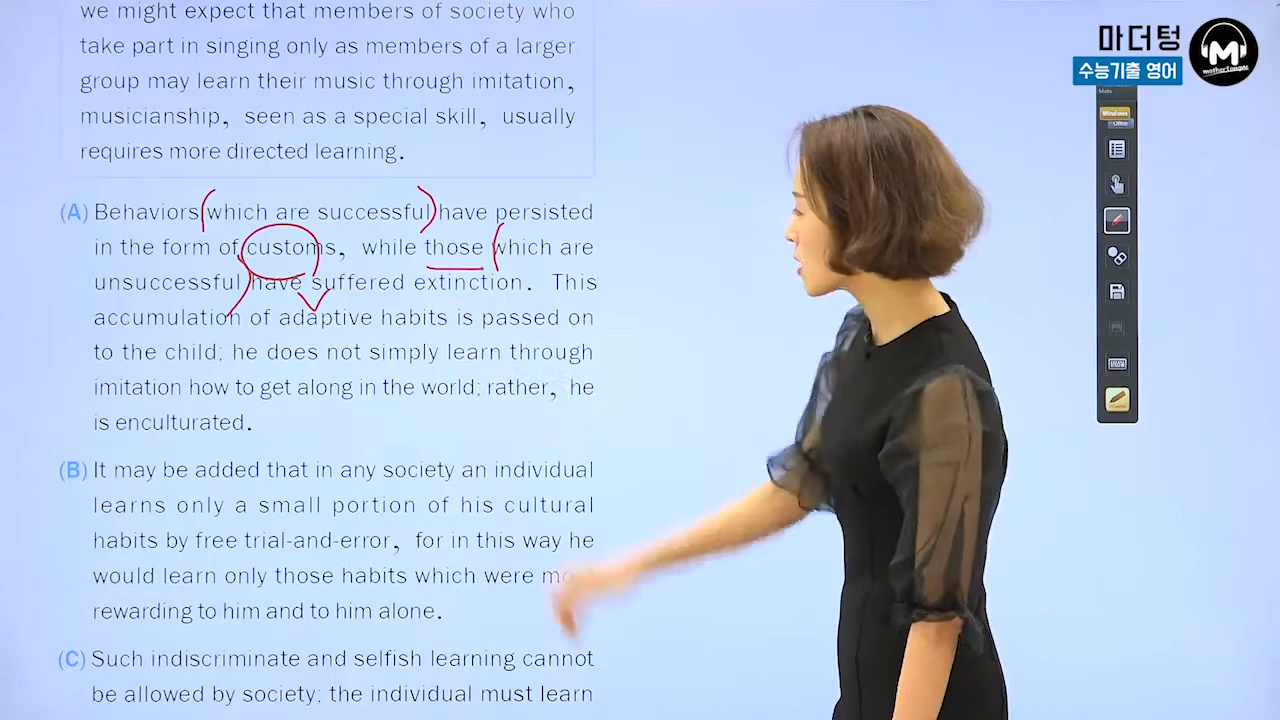 we might expect that members of society who
take part in singing only as members of a larger
group may learn their music through imitation,
musicianship, seen as a special skill, usually
requires more directed learning.
(A) Behaviors which are successful have persisted
in the form of customs, while those which are
unsuccessful have suffered extinction. This
accumulation of adaptive habits is passed on
to the child; he does not simply learn through
imitation how to get along in the world; rather, he
is enculturated.
(B) It may be added that in any society an individual
learns only a small portion of his cultural
habits by free trial-and-error, for in this way he
would learn only those habits which were
rewarding to him and to him alone.
(C) Such indiscriminate and selfish learning cannot
be allowed by society; the individual must learn
마더텅
수능기출 영어
M
mother tongue
Mate
Windows
Office